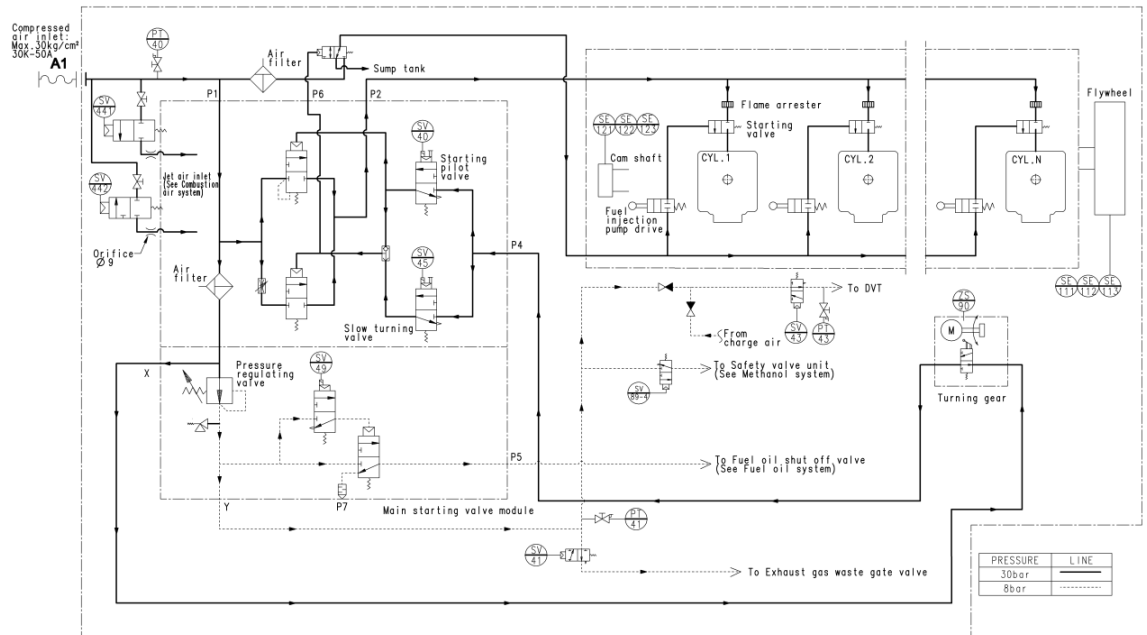 Compressed
air inlet:
Max.30kg/cm²
30K-50A
A1
PT
40
Air
filter
Sump tank
P1
P6
P2
SV
441
SV
442
Jet air inlet
(See Combustion
air system)
Orifice
Ø9
Air
filter
SV
40
Starting
pilot
valve
SV
45
Slow turning
valve
P4
Flame arrester
Starting
valve
SE
121
SE
122
SE
123
Cam shaft
Fuel
injection
pump drive
CYL.1
CYL.2
CYL.N
Flywheel
SE
111
SE
112
SE
113
To DVT
SV
43
PT
43
From
charge air
To Safety valve unit
(See Methanol system)
SV
89-4
ZS
90
M
Turning gear
X
Pressure
regulating
valve
SV
49
P5
To Fuel oil shut off valve
(See Fuel oil system)
Y
P7
Main starting valve module
PT
41
SV
41
To Exhaust gas waste gate valve
PRESSURE LINE
30bar
8bar